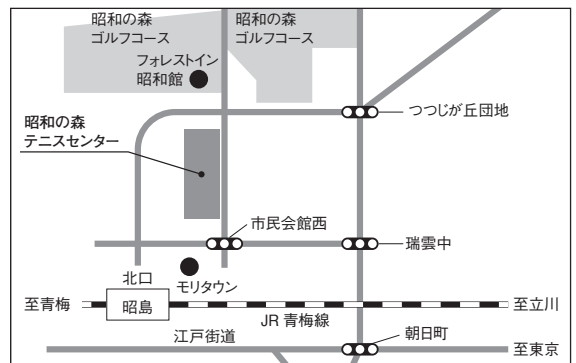 昭和の森
ゴルフコース
昭和の森
ゴルフコース
フォレストイン
昭和館
つつじが丘団地
昭和の森
テニスセンター
市民会館西
瑞雲中
北口
モリタウン
至青梅
昭島
JR 青梅線
至立川
江戸街道
朝日町
至東京